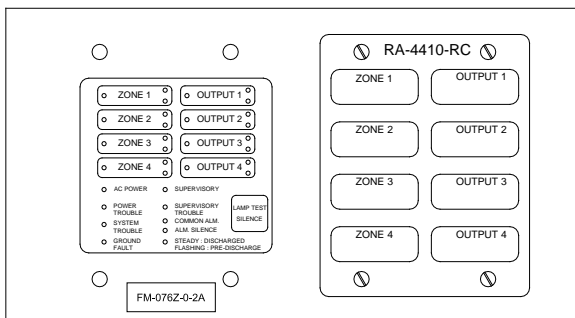 ZONE 1 OUTPUT 1
ZONE 2 OUTPUT 2
ZONE 3 OUTPUT 3
ZONE 4 OUTPUT 4
AC POWER
POWER
TROUBLE
SYSTEM
TROUBLE
GROUND
FAULT
SUPERVISORY
SUPERVISORY
TROUBLE
COMMON ALM.
ALM. SILENCE
STEADY : DISCHARGED
FLASHING : PRE-DISCHARGE
LAMP TEST
SILENCE
FM-076Z-0-2A
RA-4410-RC
ZONE 1 OUTPUT 1
ZONE 2 OUTPUT 2
ZONE 3 OUTPUT 3
ZONE 4 OUTPUT 4